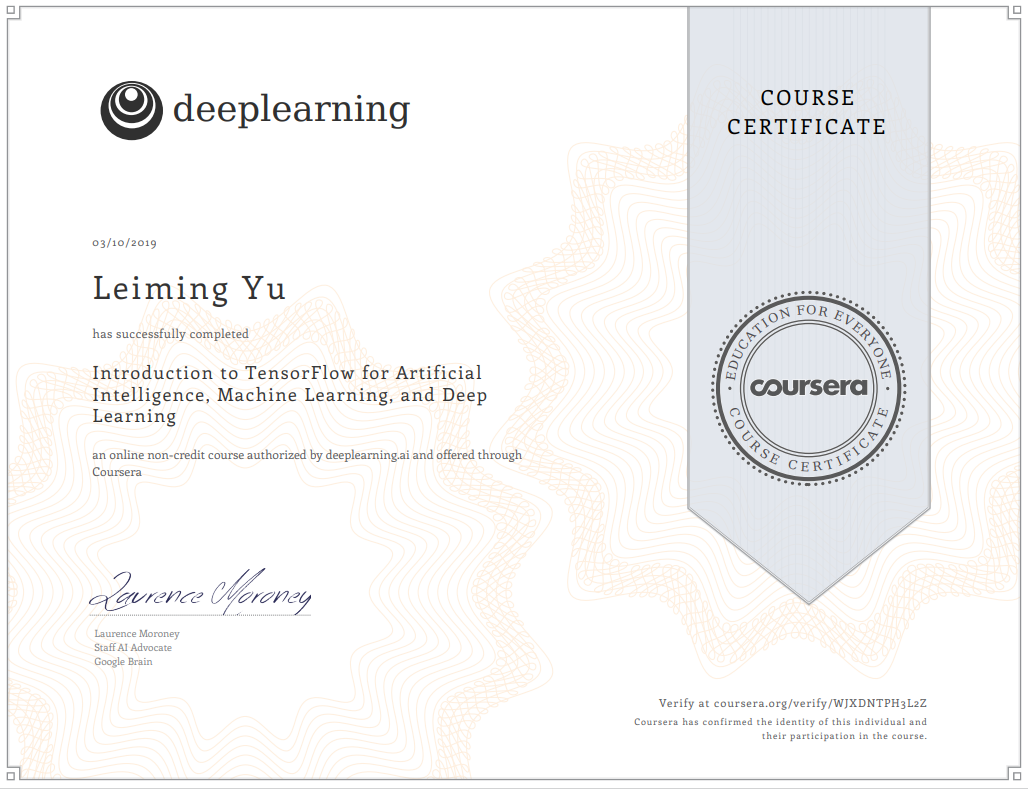 deeplearning
COURSE
CERTIFICATE
03/10/2019
Leiming Yu
has successfully completed
Introduction to TensorFlow for Artificial
Intelligence, Machine Learning, and Deep
Learning
an online non-credit course authorized by deeplearning.ai and offered through
Coursera
EDUCATION FOR EVERYONE
coursera
COURSE CERTIFICATE
Laurence Moroney
Laurence Moroney
Staff AI Advocate
Google Brain
Verify at coursera.org/verify/WJXDNTPH3L2Z
Coursera has confirmed the identity of this individual and
their participation in the course.